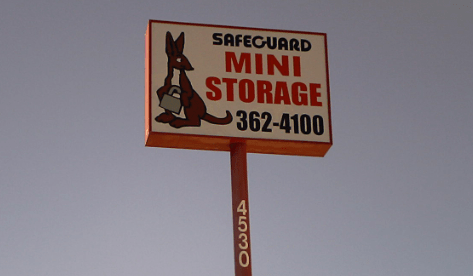 SAFEGUARD
MINI
STORAGE
362-4100
4530